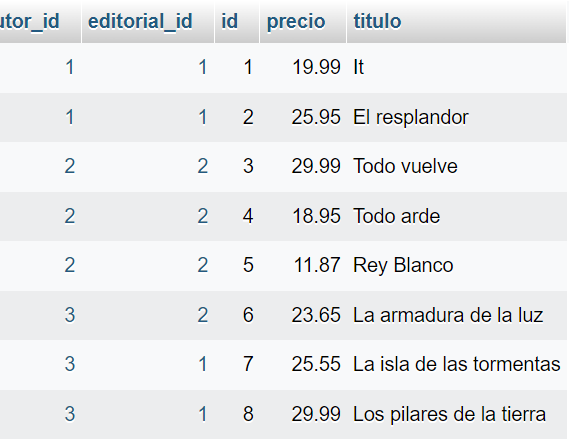 utor_id editorial_id id precio titulo
1 1 1 19.99 It
1 1 2 25.95 El resplandor
2 2 3 29.99 Todo vuelve
2 2 4 18.95 Todo arde
2 2 5 11.87 Rey Blanco
3 2 6 23.65 La armadura de la luz
3 1 7 25.55 La isla de las tormentas
3 1 8 29.99 Los pilares de la tierra